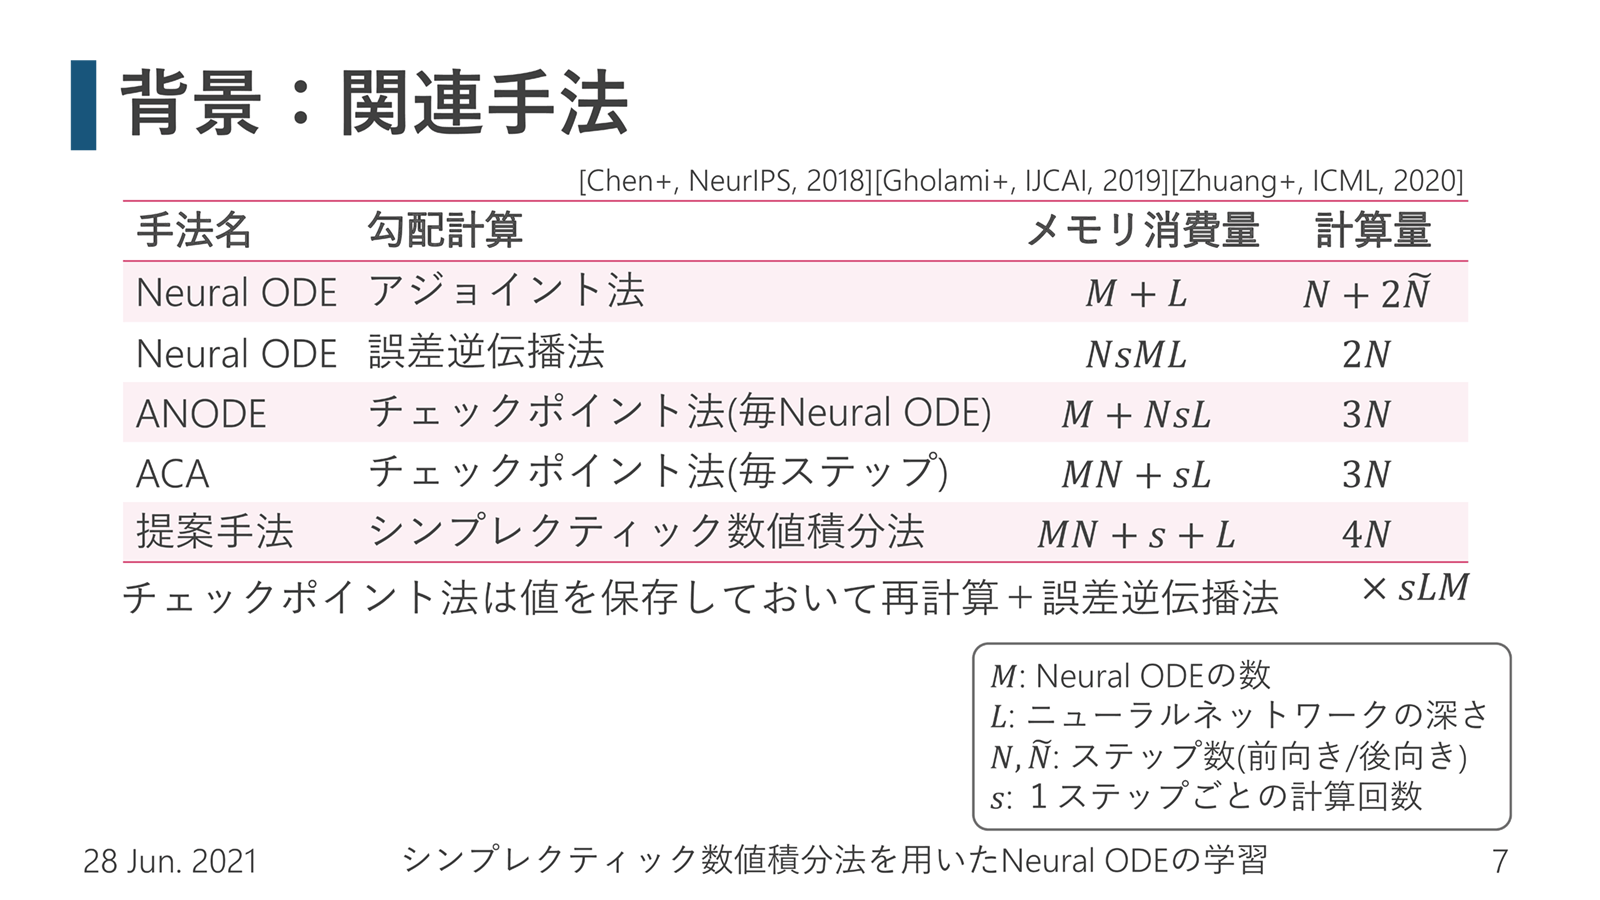 背景：関連手法
[Chen+, NeurIPS, 2018][Gholami+, IJCAI, 2019][Zhuang+, ICML, 2020]
手法名 勾配計算 メモリ消費量 計算量
Neural ODE アジョイント法 M + L N + 2Ñ
Neural ODE 誤差逆伝播法 NsML 2N
ANODE チェックポイント法(毎Neural ODE) M + NsL 3N
ACA チェックポイント法(毎ステップ) MN + sL 3N
提案手法 シンプレクティック数値積分法 MN + s + L 4N
チェックポイント法は値を保存しておいて再計算＋誤差逆伝播法 × sLM
M: Neural ODEの数
L: ニューラルネットワークの深さ
N, Ñ: ステップ数(前向き/後向き)
s: １ステップごとの計算回数
28 Jun. 2021 シンプレクティック数値積分法を用いたNeural ODEの学習 7